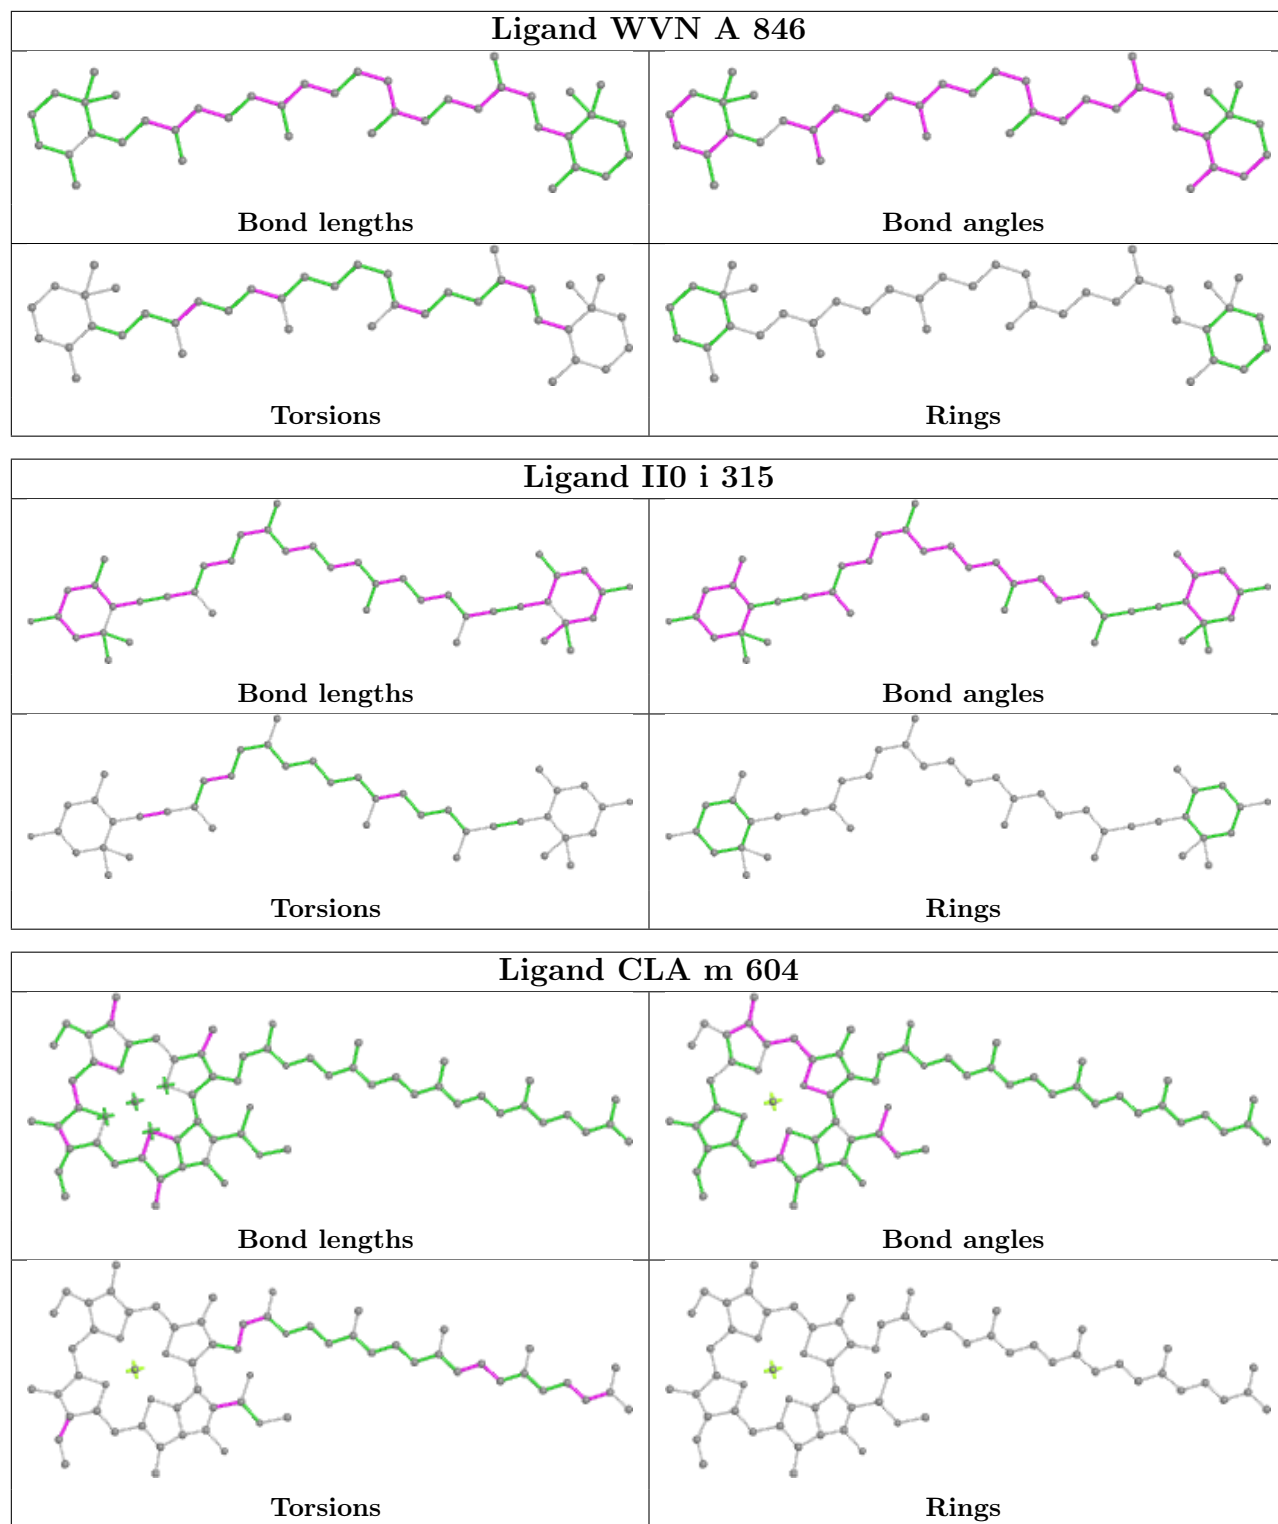 Ligand WVN A 846
Bond lengths
Bond angles
Torsions
Rings
Ligand II0 i 315
Bond lengths
Bond angles
Torsions
Rings
Ligand CLA m 604
Bond lengths
Bond angles
Torsions
Rings